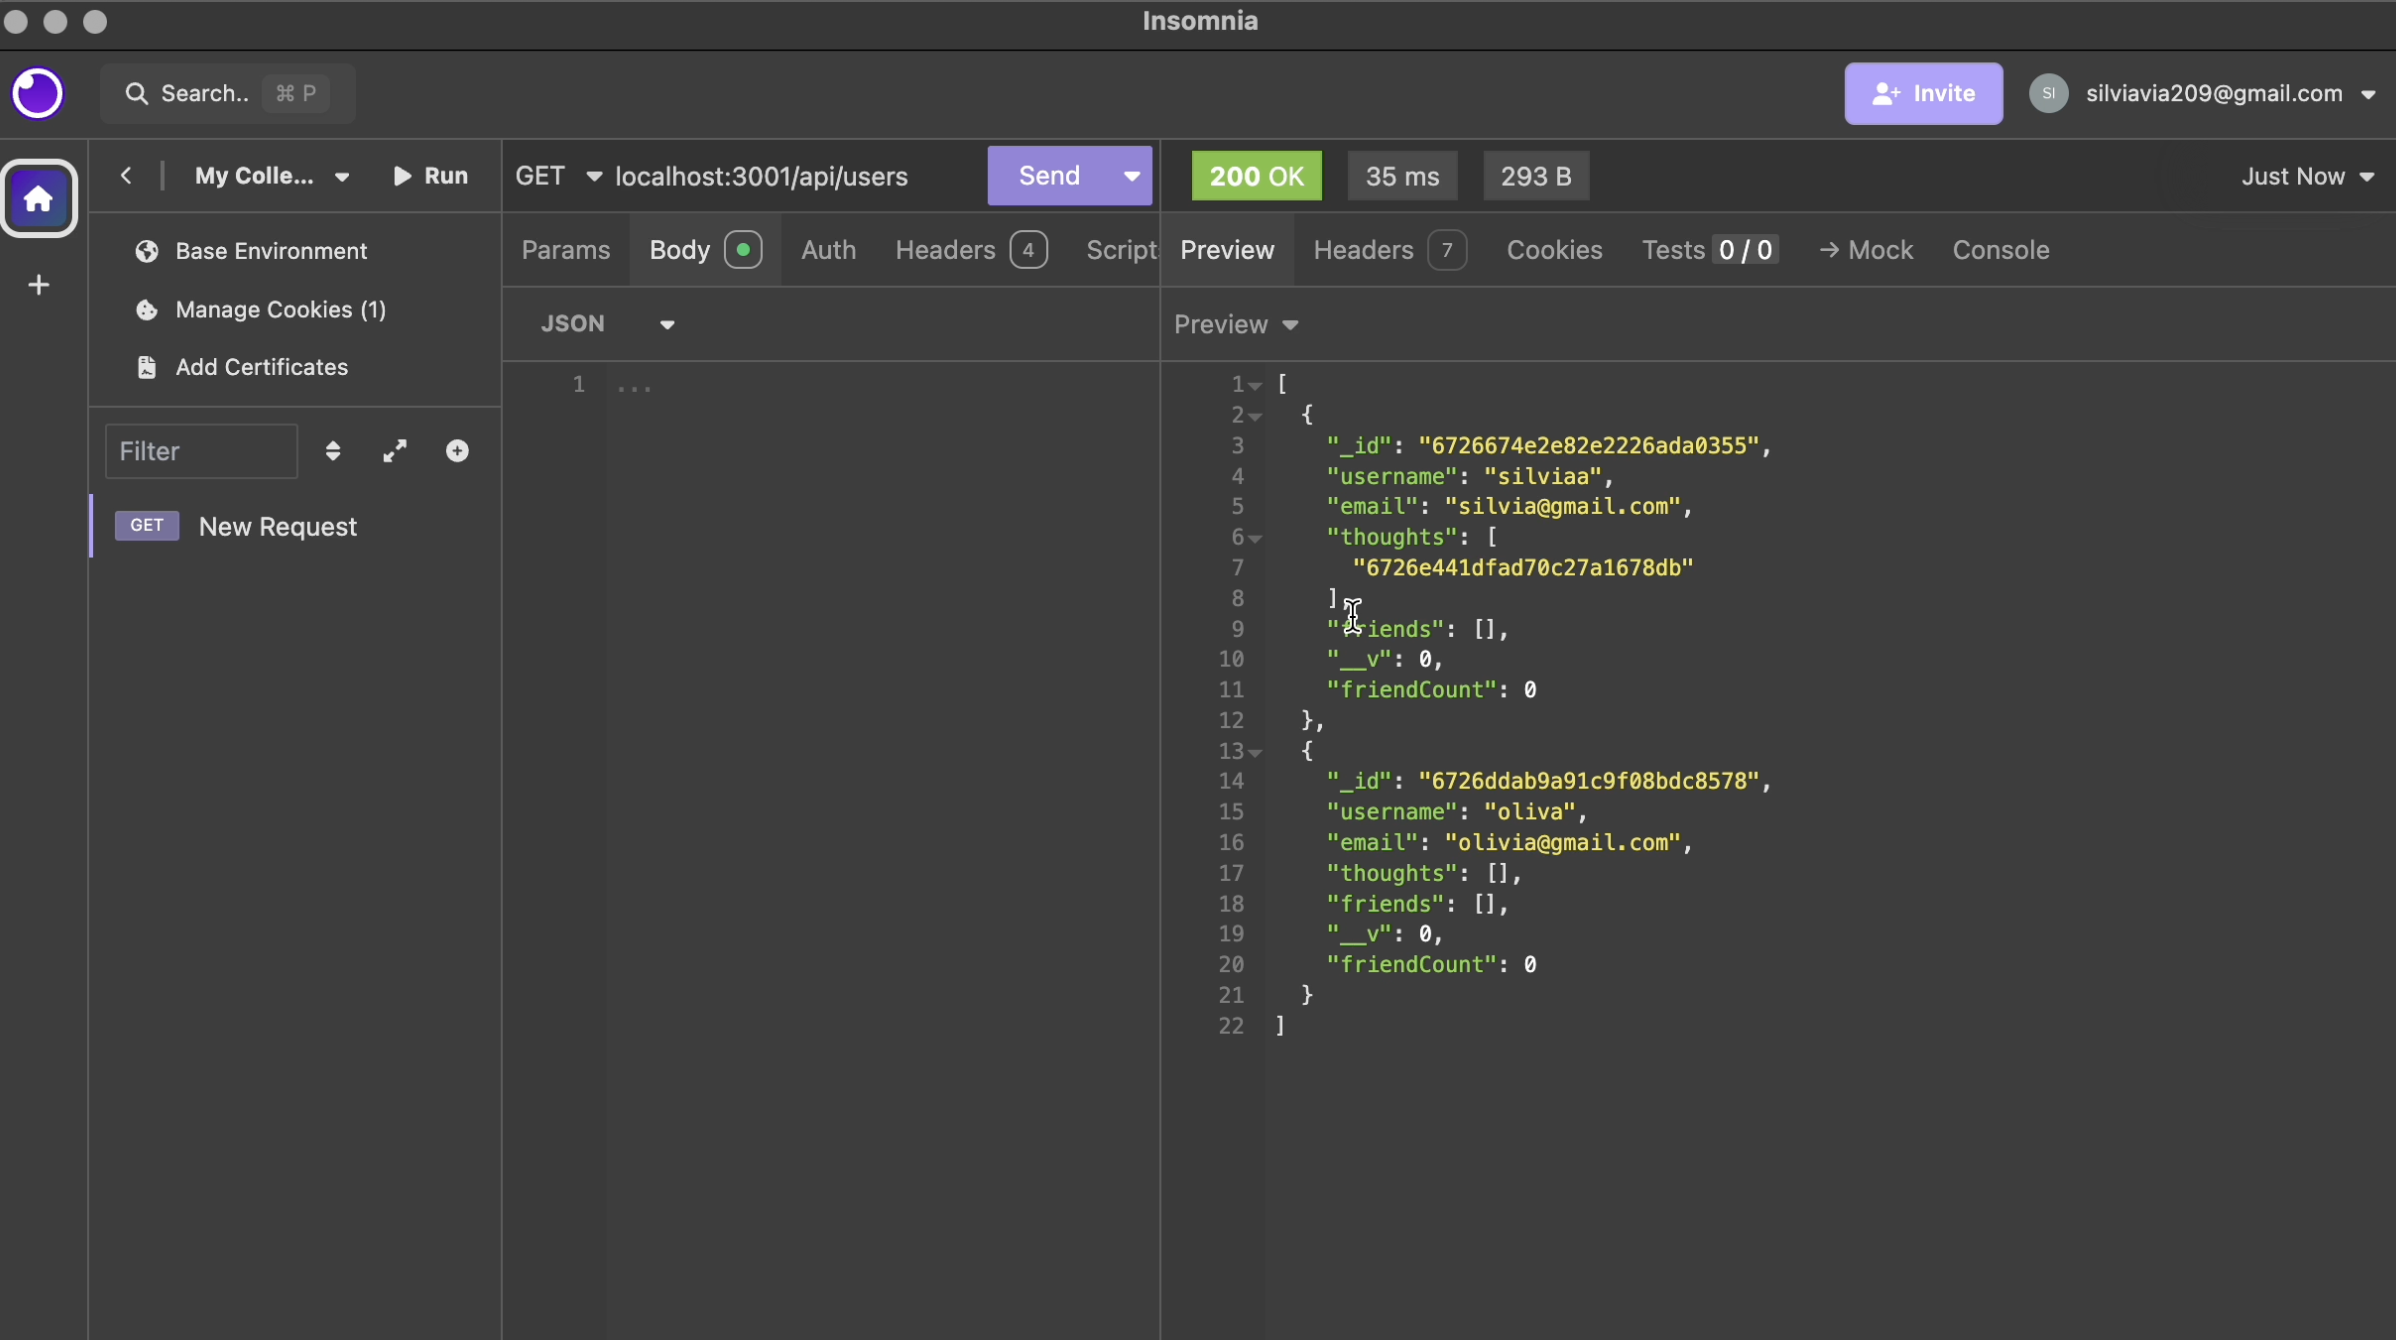 Insomnia
Search.. ⌘ P
Invite
SI silviavia209@gmail.com
My Colle... Run
GET localhost:3001/api/users Send
200 OK 35 ms 293 B Just Now
Base Environment
Manage Cookies (1)
Add Certificates
Filter
GET New Request
Params Body Auth Headers 4 Script
Preview Headers 7 Cookies Tests 0 / 0 → Mock Console
JSON
Preview
1 ...
1 [
2 {
3 "_id": "6726674e2e82e2226ada0355",
4 "username": "silviaa",
5 "email": "silvia@gmail.com",
6 "thoughts": [
7 "6726e441dfad70c27a1678db"
8 ],
9 "friends": [],
10 "__v": 0,
11 "friendCount": 0
12 },
13 {
14 "_id": "6726ddab9a91c9f08bdc8578",
15 "username": "oliva",
16 "email": "olivia@gmail.com",
17 "thoughts": [],
18 "friends": [],
19 "__v": 0,
20 "friendCount": 0
21 }
22 ]